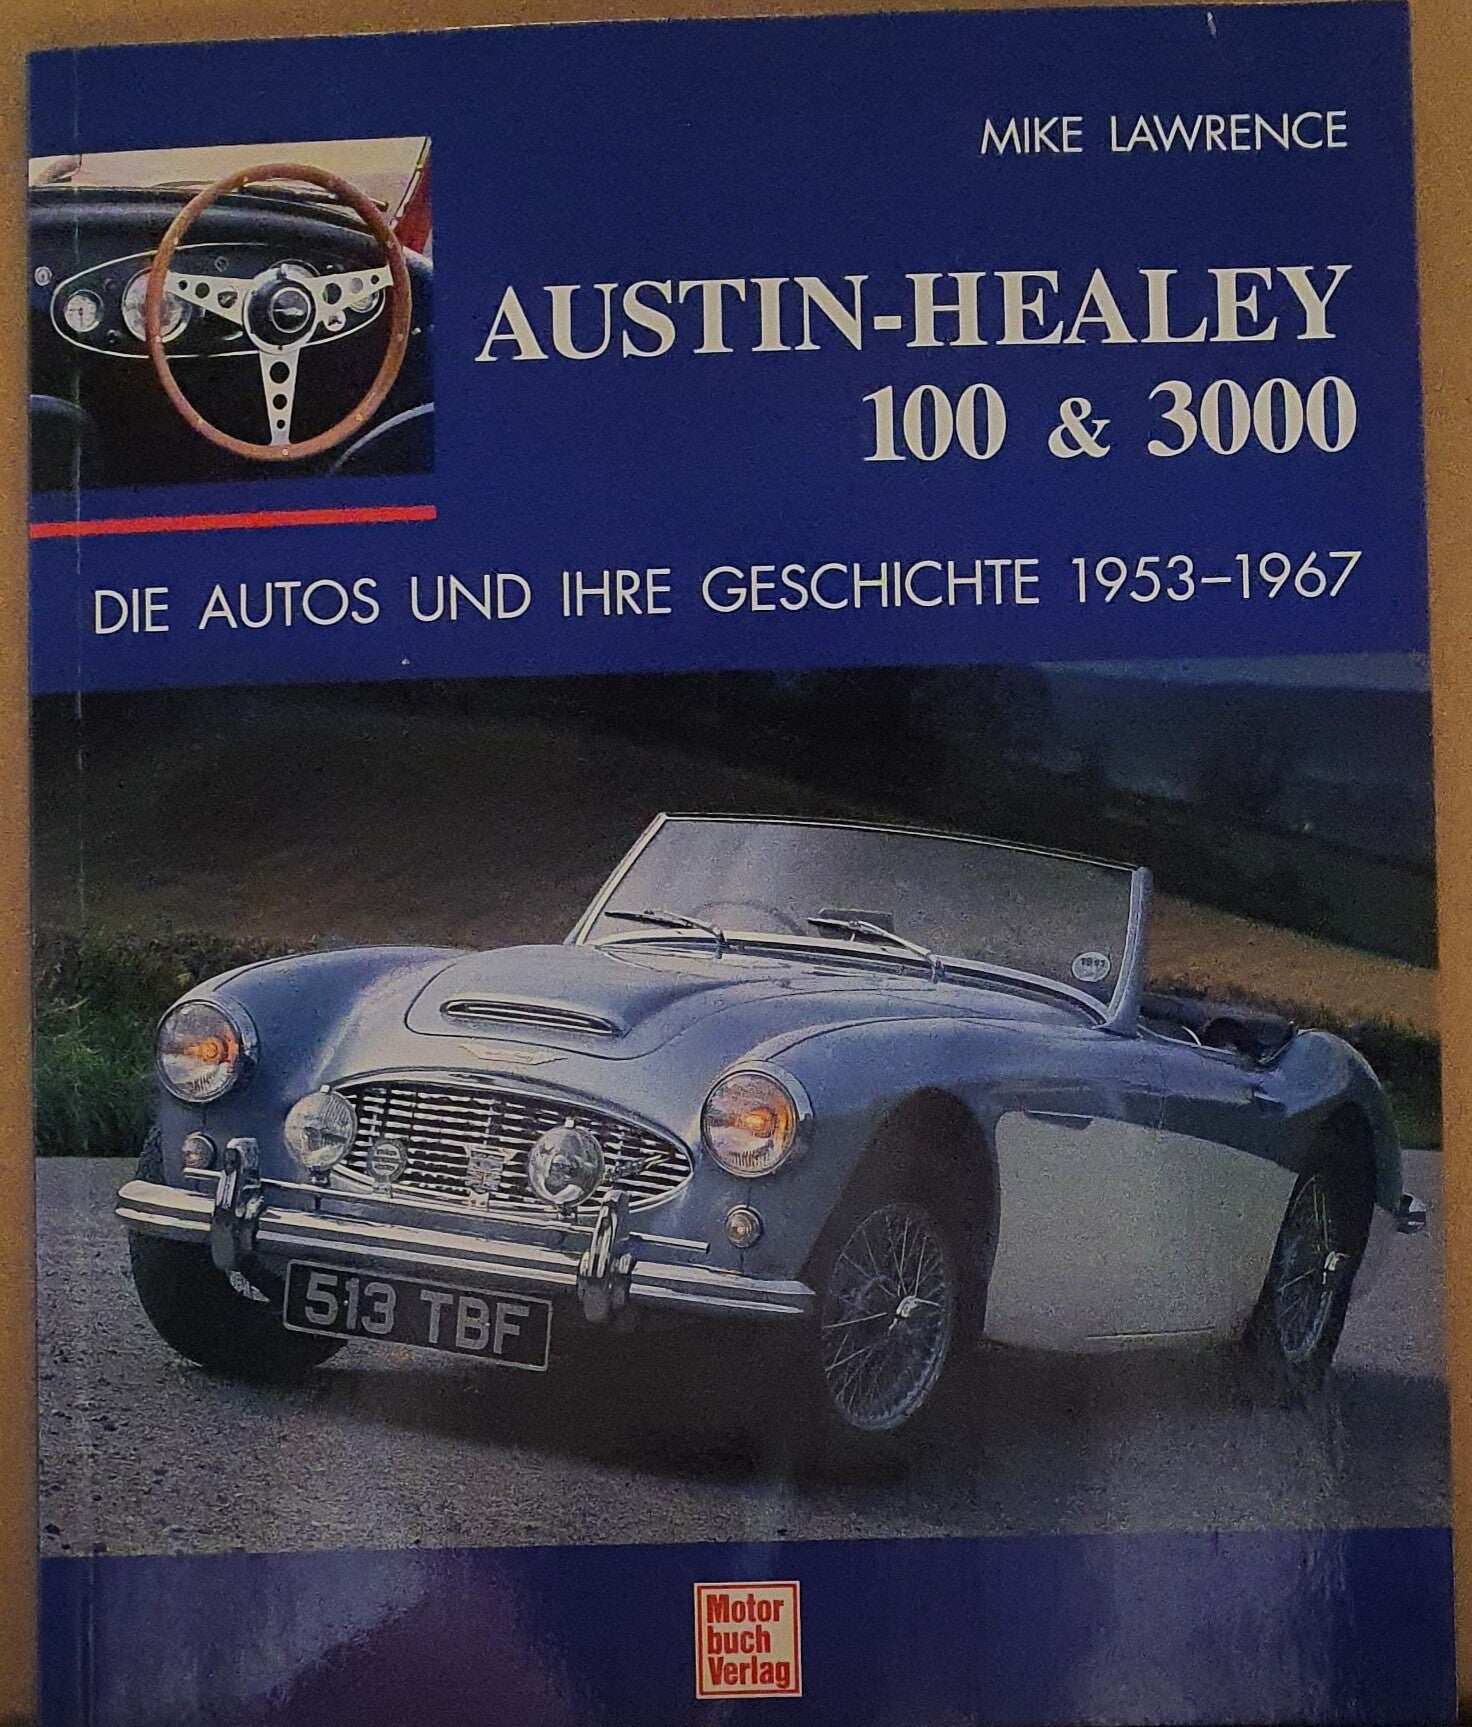 MIKE LAWRENCE
AUSTIN-HEALEY
100 & 3000
DIE AUTOS UND IHRE GESCHICHTE 1953–1967
513 TBF
Motor
buch
Verlag